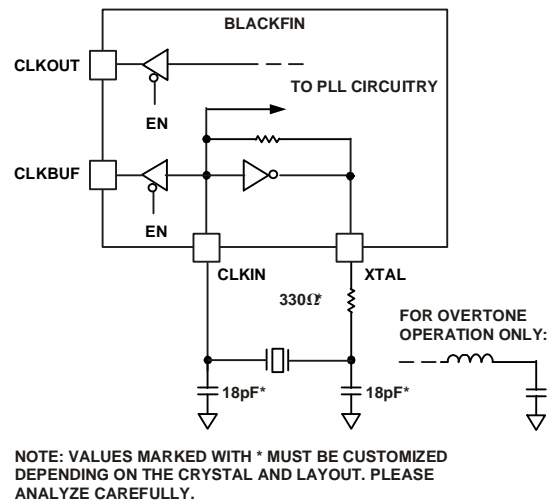 BLACKFIN
CLKOUT
TO PLL CIRCUITRY
EN
CLKBUF
EN
CLKIN
XTAL
330Ω*
FOR OVERTONE
OPERATION ONLY:
18pF*
18pF*
NOTE: VALUES MARKED WITH * MUST BE CUSTOMIZED
DEPENDING ON THE CRYSTAL AND LAYOUT. PLEASE
ANALYZE CAREFULLY.